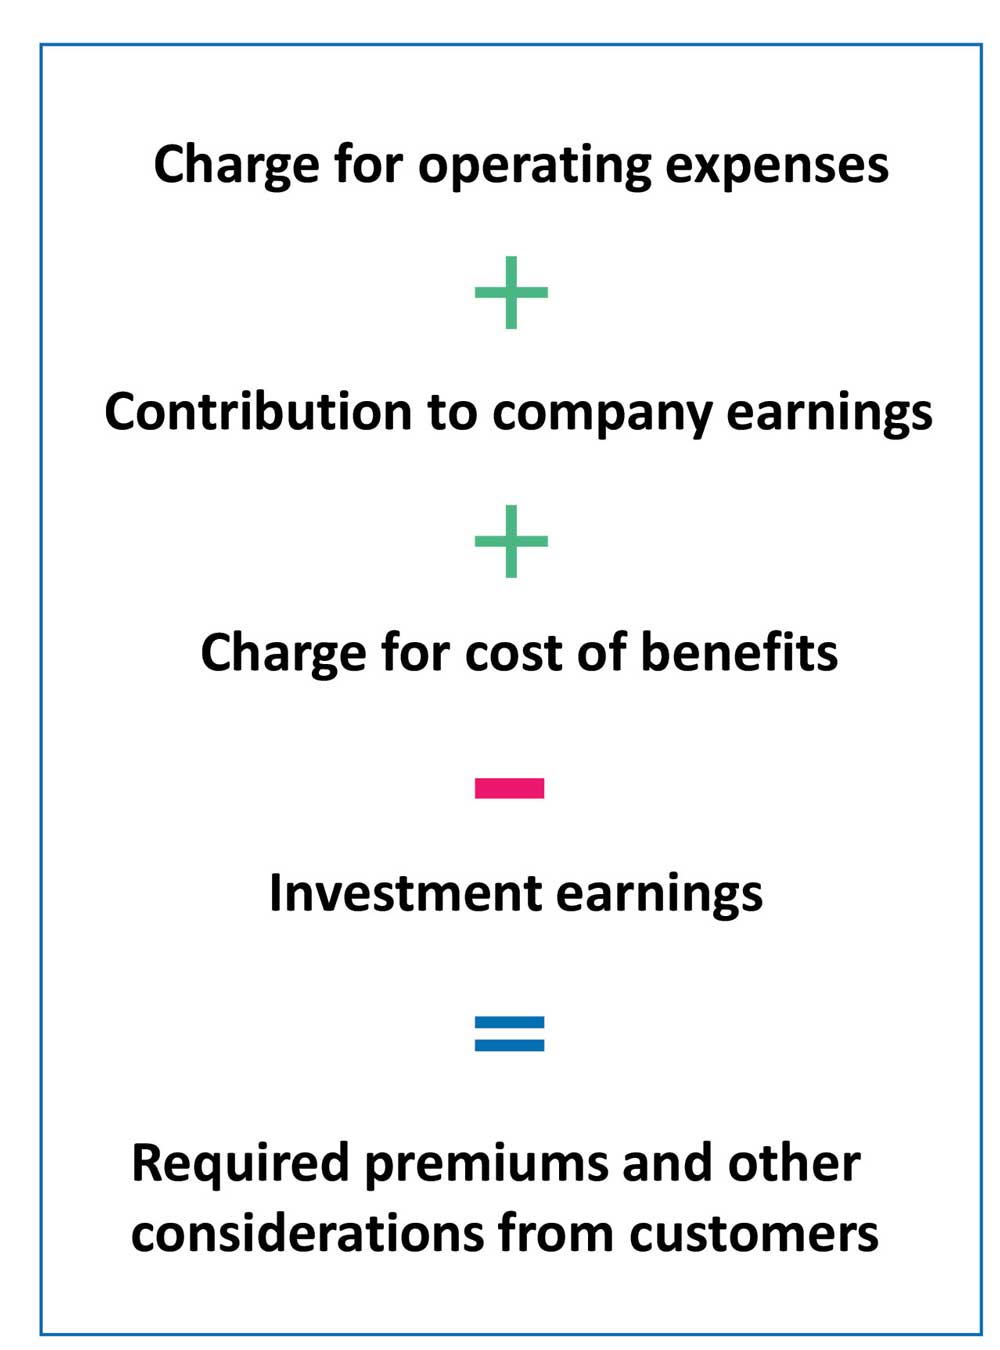 Charge for operating expenses
+
Contribution to company earnings
+
Charge for cost of benefits
-
Investment earnings
=
Required premiums and other
considerations from customers